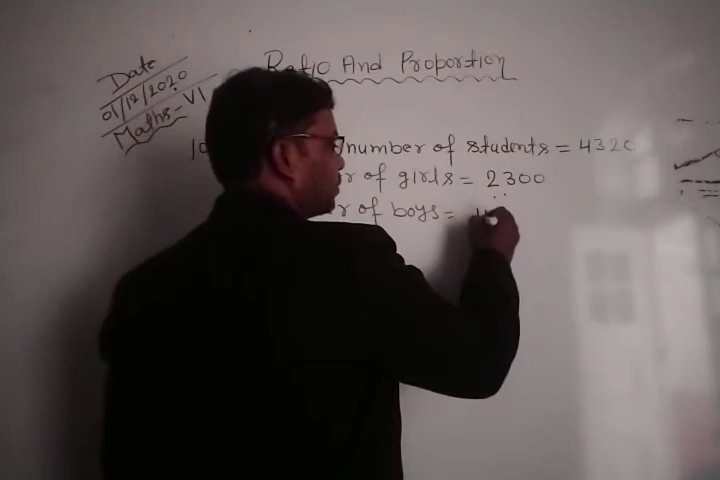 Ratio And Proportion
Date
01/12/2020
Maths-VI
number of students = 4320
of girls = 2300
of boys =